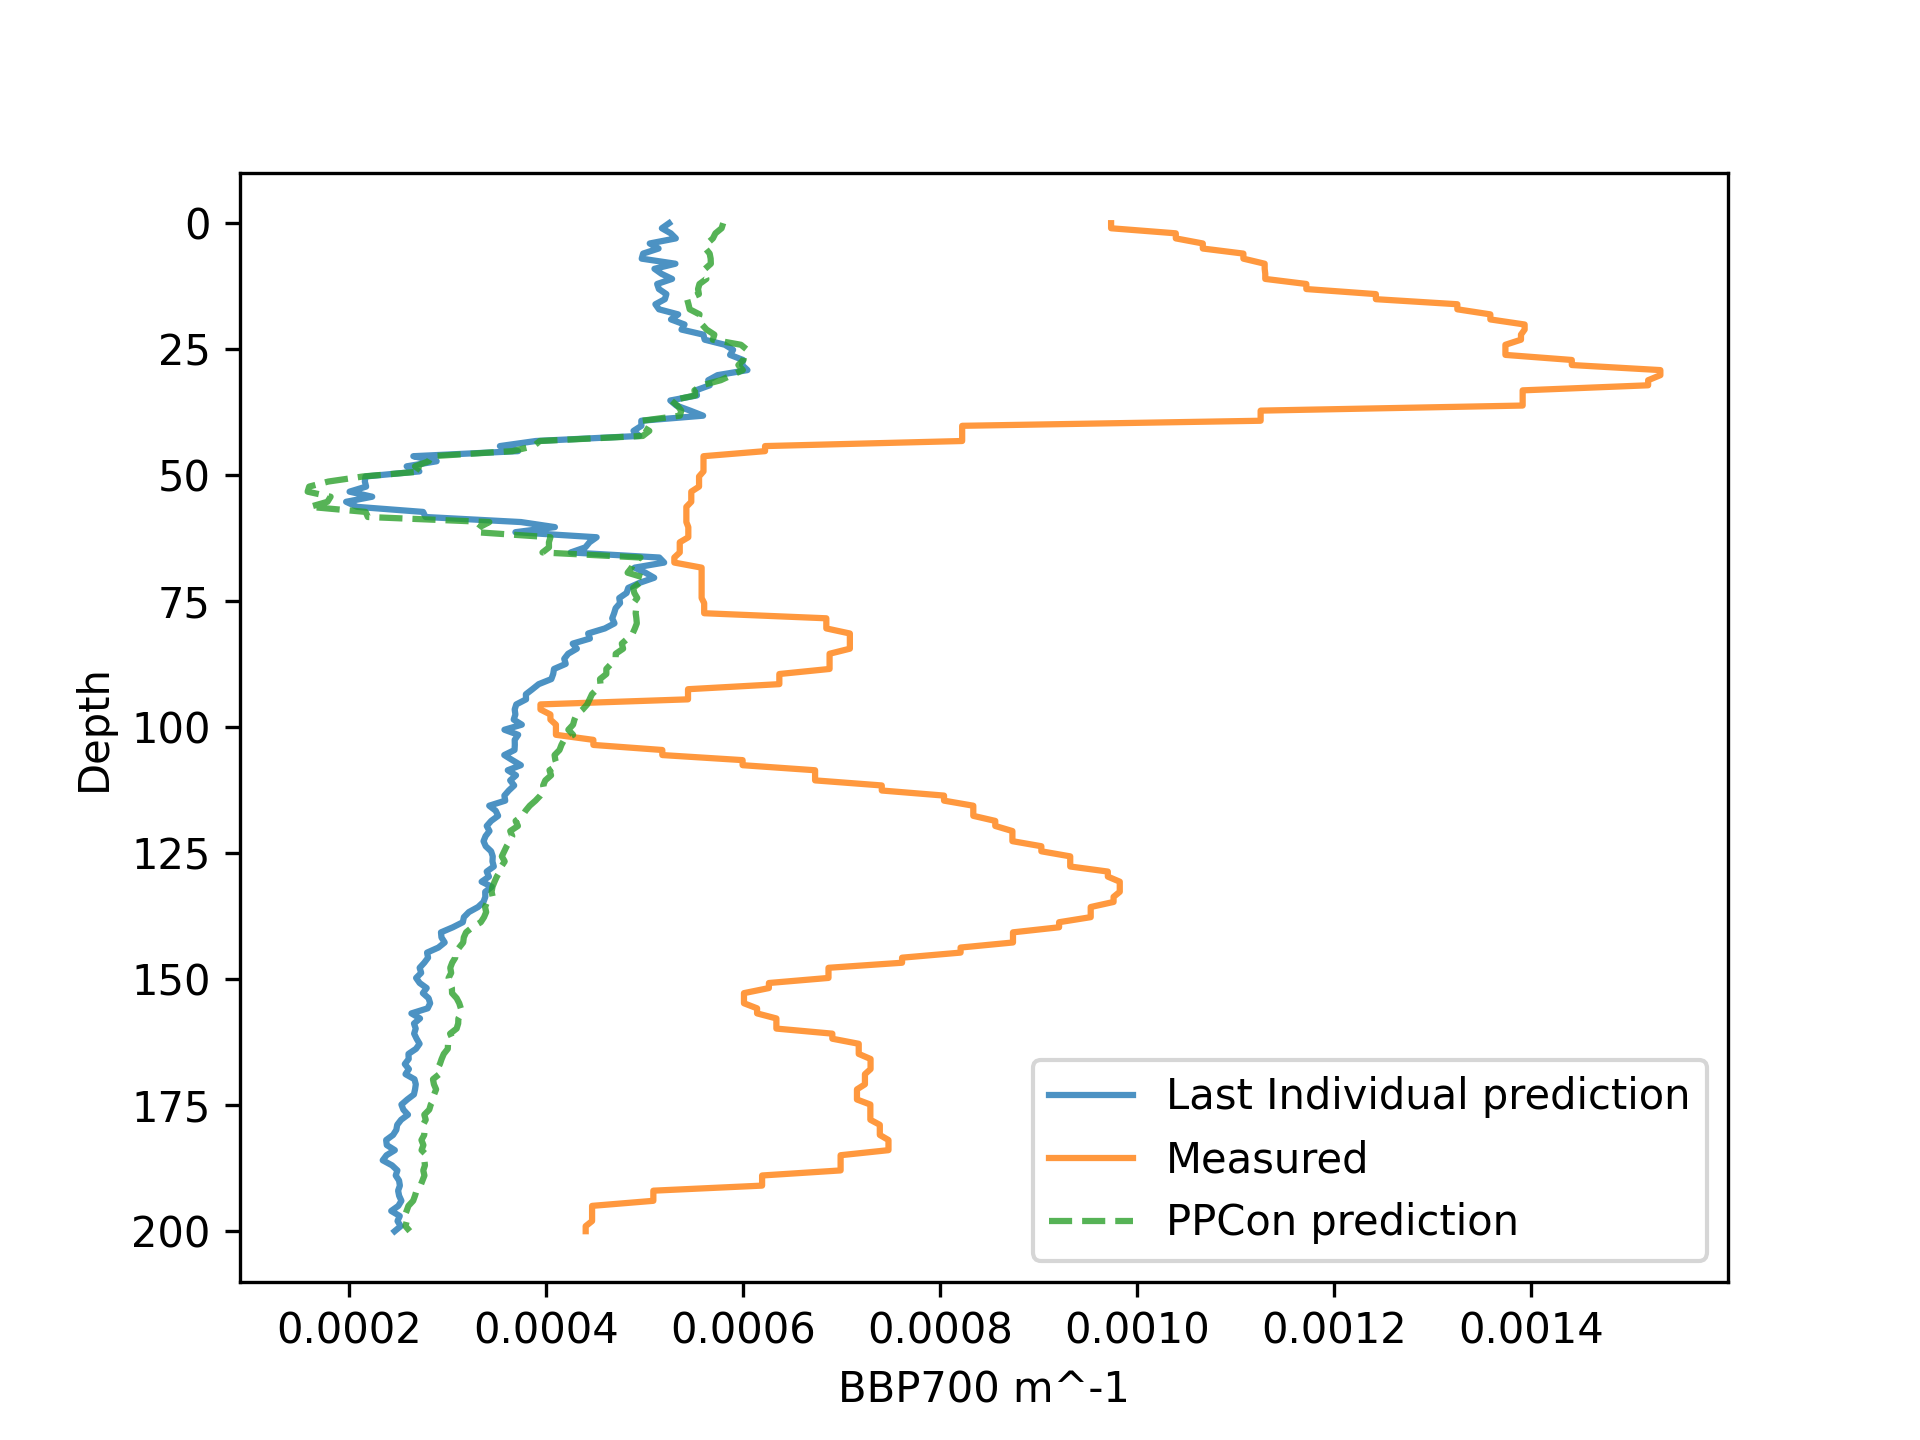 0
25
50
75
100
125
150
175
200
Depth
0.0002 0.0004 0.0006 0.0008 0.0010 0.0012 0.0014
BBP700 m^-1
Last Individual prediction
Measured
PPCon prediction